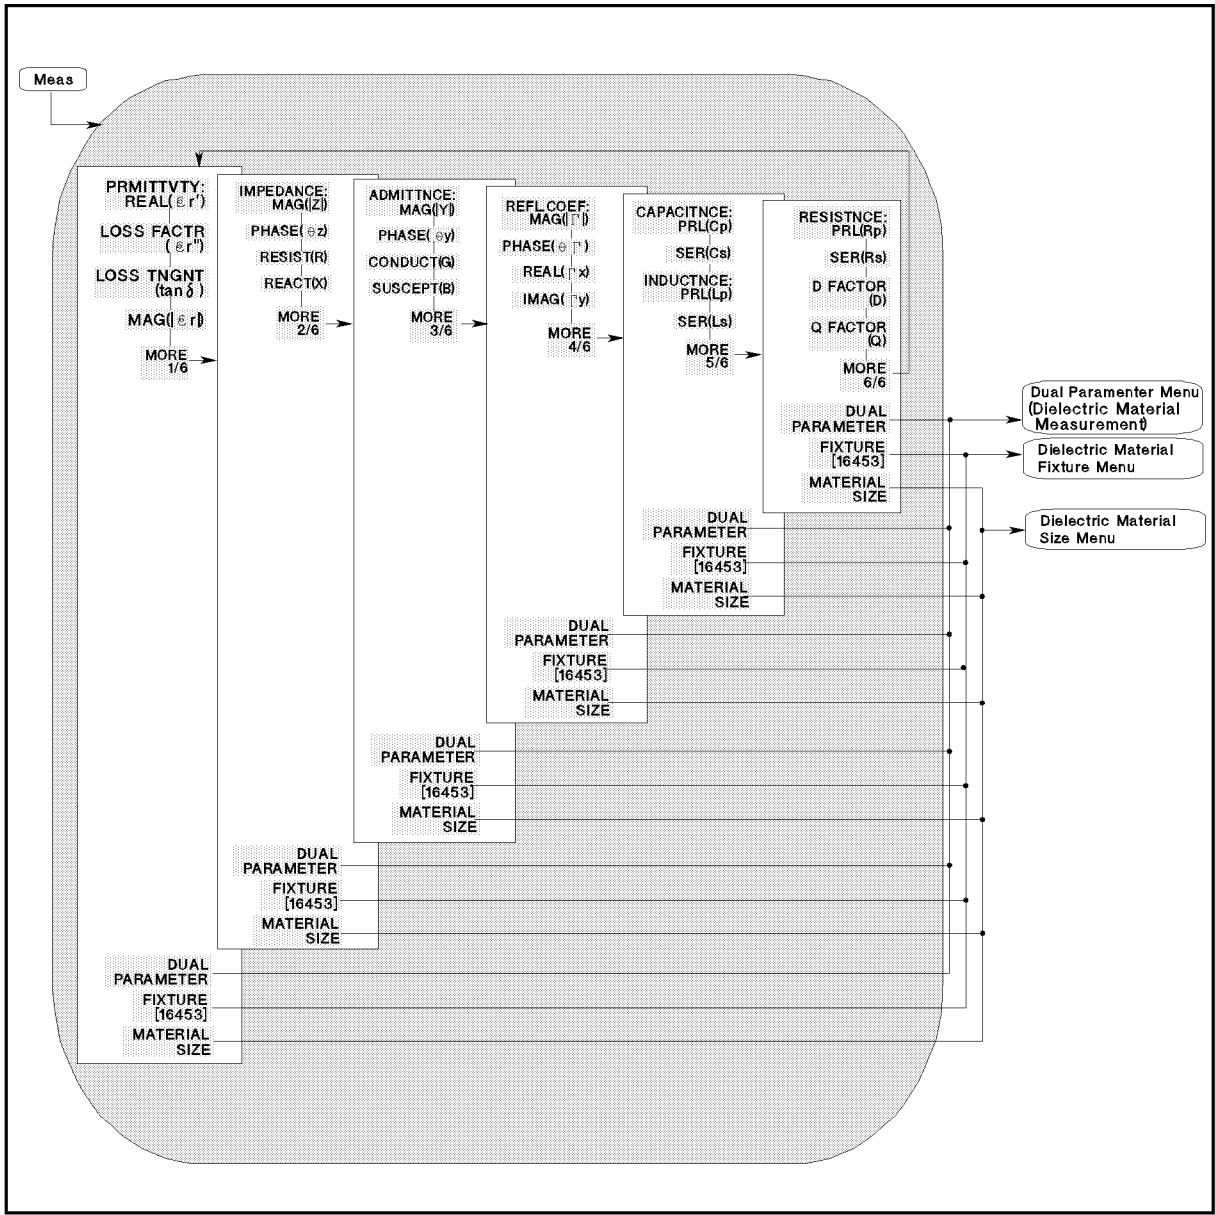 Meas
PRMITTVTY:
REAL( εr')
LOSS FACTR
( εr")
LOSS TNGNT
(tan δ )
MAG(| εr|)
MORE
1/6
DUAL
PARAMETER
FIXTURE
[16453]
MATERIAL
SIZE
IMPEDANCE:
MAG(|Z|)
PHASE( θz)
RESIST(R)
REACT(X)
MORE
2/6
DUAL
PARAMETER
FIXTURE
[16453]
MATERIAL
SIZE
ADMITTNCE:
MAG(|Y|)
PHASE( θy)
CONDUCT(G)
SUSCEPT(B)
MORE
3/6
DUAL
PARAMETER
FIXTURE
[16453]
MATERIAL
SIZE
REFL.COEF:
MAG(|Γ|)
PHASE( θ Γ )
REAL( Γ x)
IMAG( Γ y)
MORE
4/6
DUAL
PARAMETER
FIXTURE
[16453]
MATERIAL
SIZE
CAPACITNCE:
PRL(Cp)
SER(Cs)
INDUCTNCE:
PRL(Lp)
SER(Ls)
MORE
5/6
DUAL
PARAMETER
FIXTURE
[16453]
MATERIAL
SIZE
RESISTNCE:
PRL(Rp)
SER(Rs)
D FACTOR
(D)
Q FACTOR
(Q)
MORE
6/6
DUAL
PARAMETER
FIXTURE
[16453]
MATERIAL
SIZE
Dual Paramenter Menu
(Dielectric Material
Measurement)
Dielectric Material
Fixture Menu
Dielectric Material
Size Menu